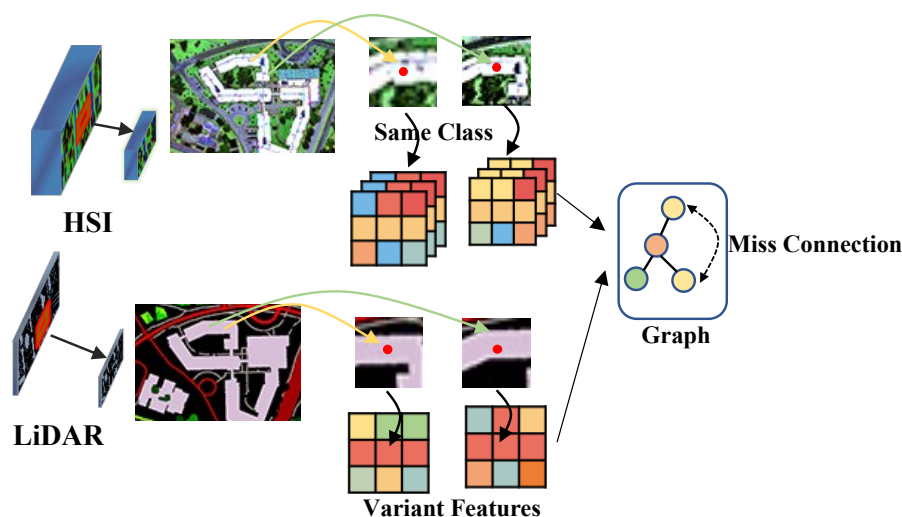 Same Class
HSI
Miss Connection
Graph
LiDAR
Variant Features